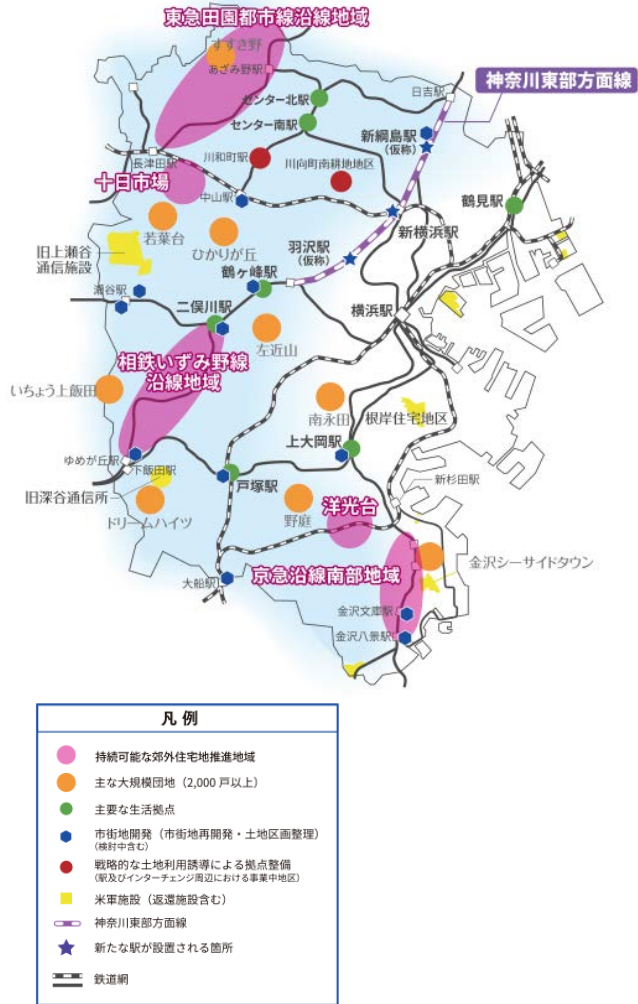 東急田園都市線沿線地域
すすき野
あざみ野駅
日吉駅
神奈川東部方面線
センター北駅
センター南駅
新綱島駅
(仮称)
長津田駅
川和町駅
川向町南耕地地区
十日市場
中山駅
鶴見駅
若葉台
ひかりが丘
羽沢駅
(仮称)
新横浜駅
旧上瀬谷
通信施設
鶴ヶ峰駅
瀬谷駅
二俣川駅
横浜駅
左近山
相鉄いずみ野線
沿線地域
いちょう上飯田
南永田
根岸住宅地区
上大岡駅
ゆめが丘駅
下飯田駅
戸塚駅
新杉田駅
旧深谷通信所
ドリームハイツ
野庭
洋光台
大船駅
京急沿線南部地域
金沢シーサイドタウン
金沢文庫駅
金沢八景駅
凡 例
持続可能な郊外住宅地推進地域
主な大規模団地(2,000 戸以上)
主要な生活拠点
市街地開発(市街地再開発・土地区画整理)
(検討中含む)
戦略的な土地利用誘導による拠点整備
(駅及びインターチェンジ周辺における事業中地区)
米軍施設(返還施設含む)
神奈川東部方面線
新たな駅が設置される箇所
鉄道網